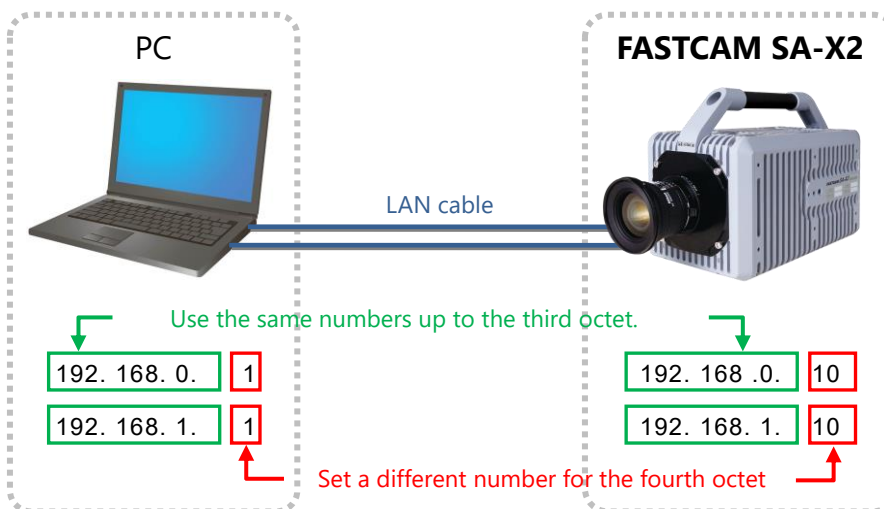 PC
FASTCAM SA-X2
LAN cable
Use the same numbers up to the third octet.
192. 168. 0. 1
192. 168 .0. 10
192. 168. 1. 1
192. 168. 1. 10
Set a different number for the fourth octet